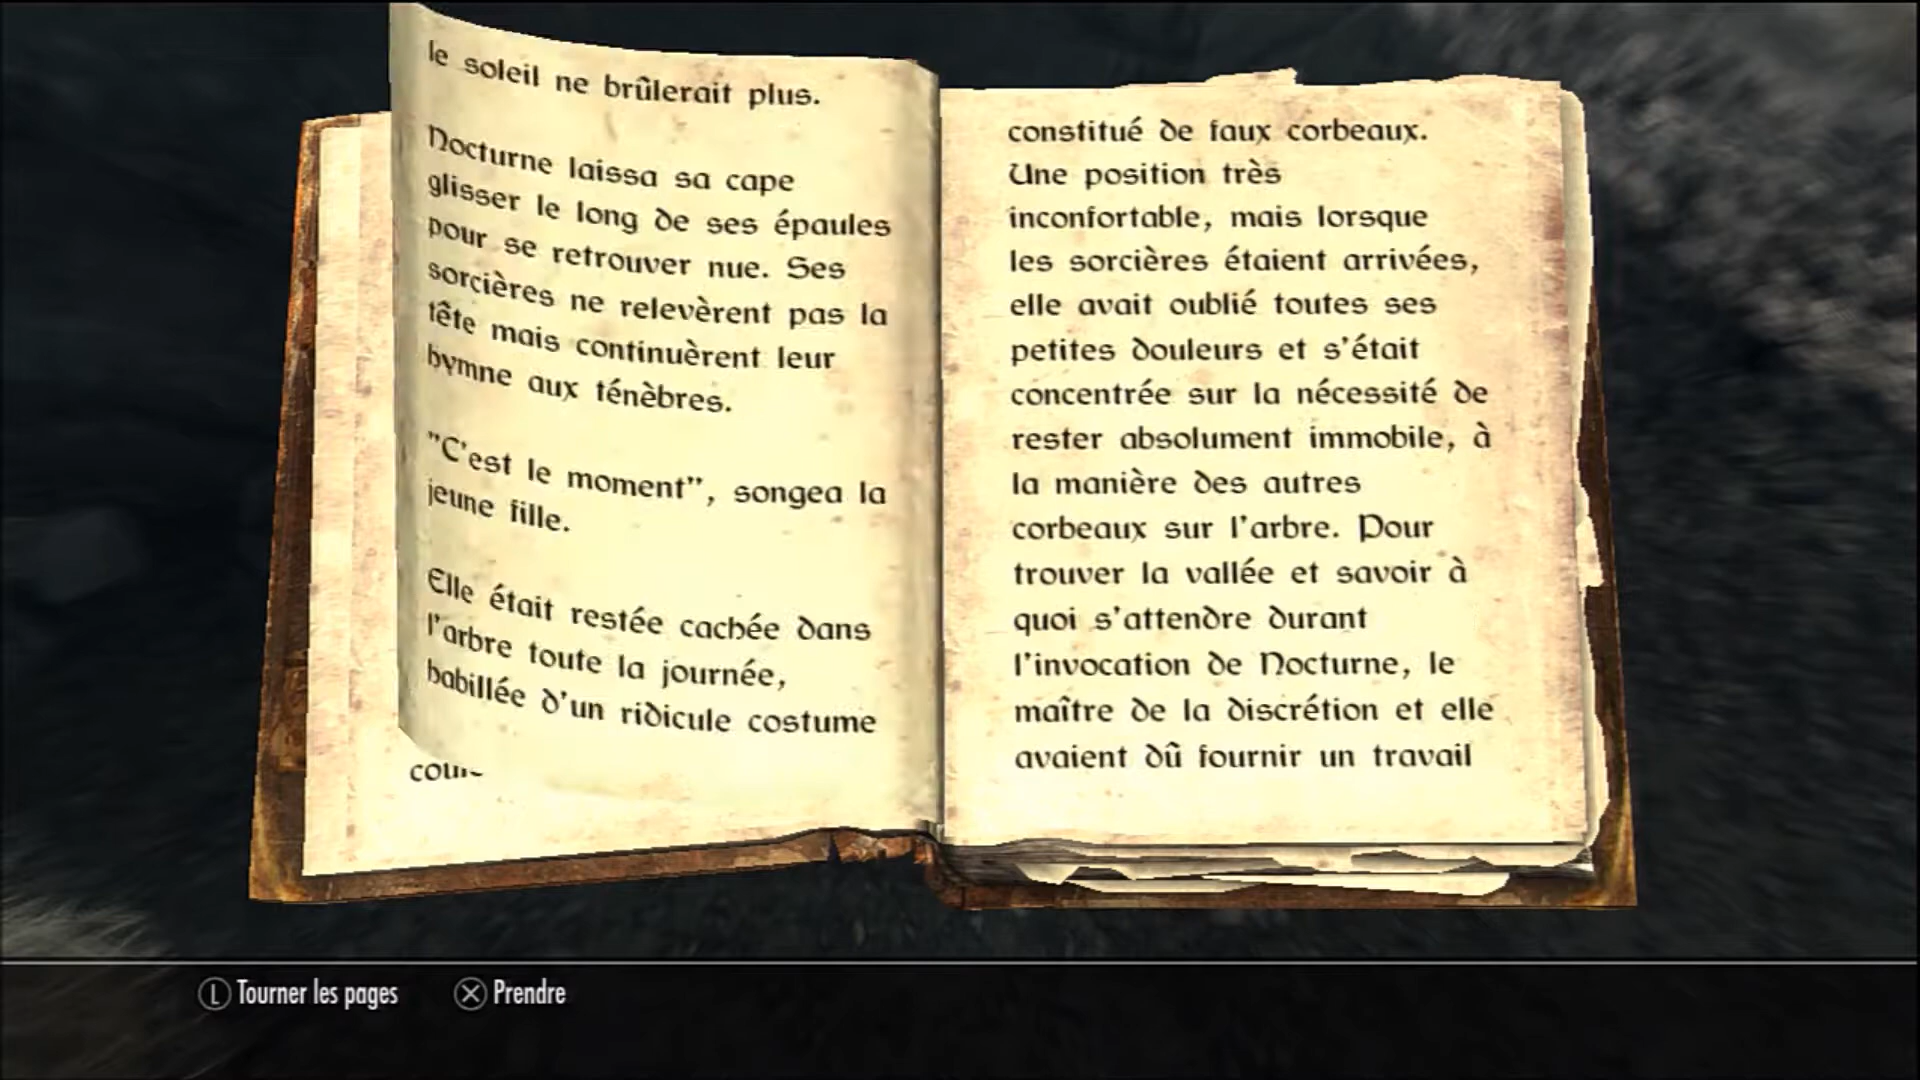 le soleil ne brûlerait plus.
Nocturne laissa sa cape
glisser le long de ses épaules
pour se retrouver nue. Ses
sorcières ne relevèrent pas la
tête mais continuèrent leur
hymne aux ténèbres.
"C'est le moment", songea la
jeune fille.
Elle était restée cachée dans
l'arbre toute la journée,
habillée d'un ridicule costume
constitué de faux corbeaux.
Une position très
inconfortable, mais lorsque
les sorcières étaient arrivées,
elle avait oublié toutes ses
petites douleurs et s'était
concentrée sur la nécessité de
rester absolument immobile, à
la manière des autres
corbeaux sur l'arbre. Pour
trouver la vallée et savoir à
quoi s'attendre durant
l'invocation de Nocturne, le
maître de la discrétion et elle
avaient dû fournir un travail
L Tourner les pages
X Prendre